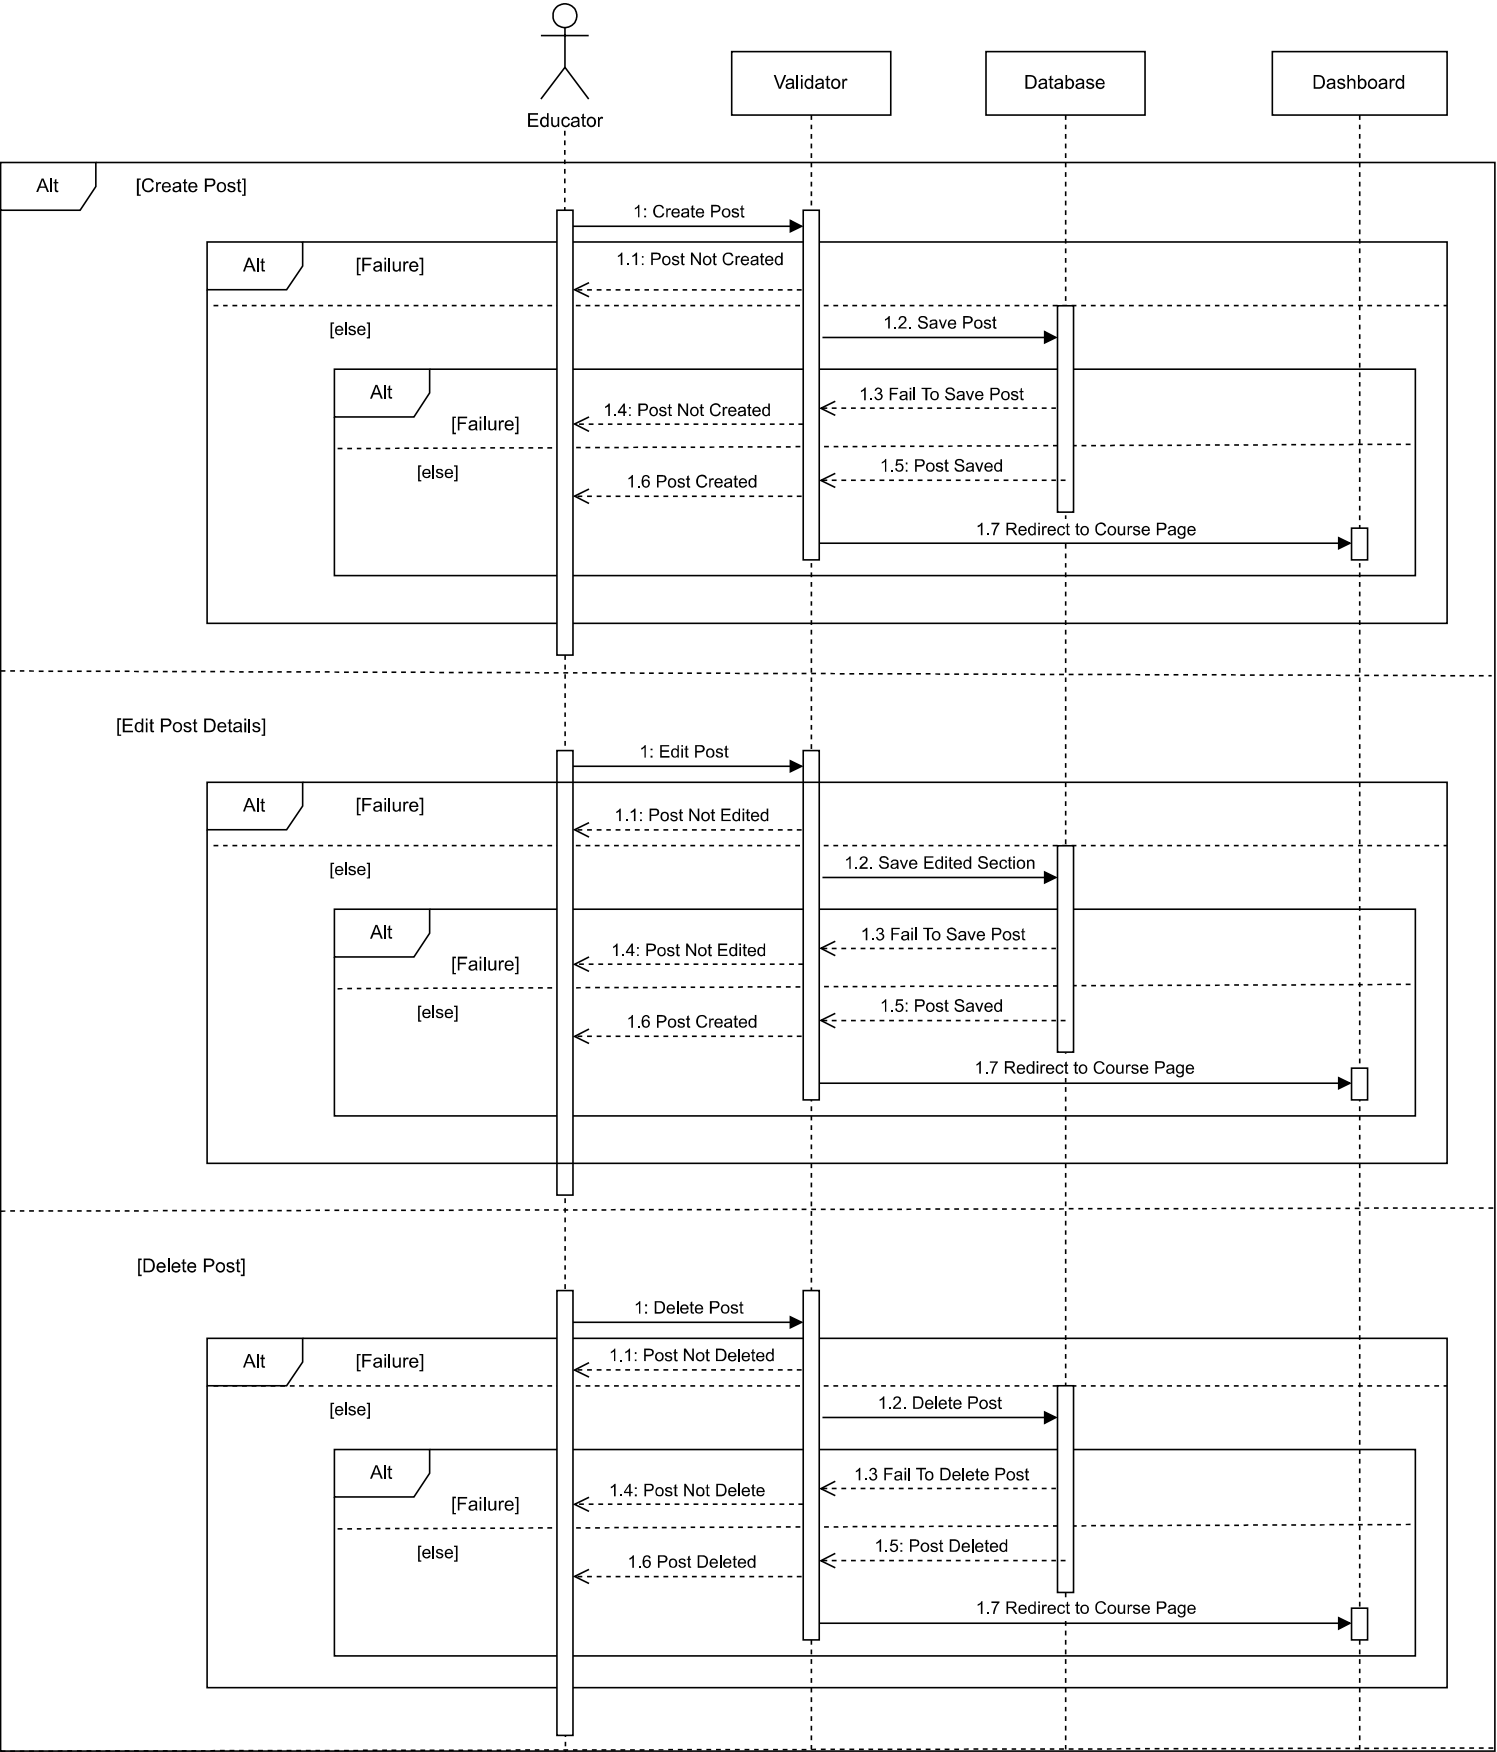 Educator
Validator
Database
Dashboard
Alt
[Create Post]
1: Create Post
Alt
[Failure]
1.1: Post Not Created
[else]
1.2. Save Post
Alt
1.3 Fail To Save Post
[Failure]
1.4: Post Not Created
[else]
1.5: Post Saved
1.6 Post Created
1.7 Redirect to Course Page
[Edit Post Details]
1: Edit Post
Alt
[Failure]
1.1: Post Not Edited
[else]
1.2. Save Edited Section
Alt
1.3 Fail To Save Post
[Failure]
1.4: Post Not Edited
[else]
1.5: Post Saved
1.6 Post Created
1.7 Redirect to Course Page
[Delete Post]
1: Delete Post
Alt
[Failure]
1.1: Post Not Deleted
[else]
1.2. Delete Post
Alt
1.3 Fail To Delete Post
[Failure]
1.4: Post Not Delete
[else]
1.5: Post Deleted
1.6 Post Deleted
1.7 Redirect to Course Page